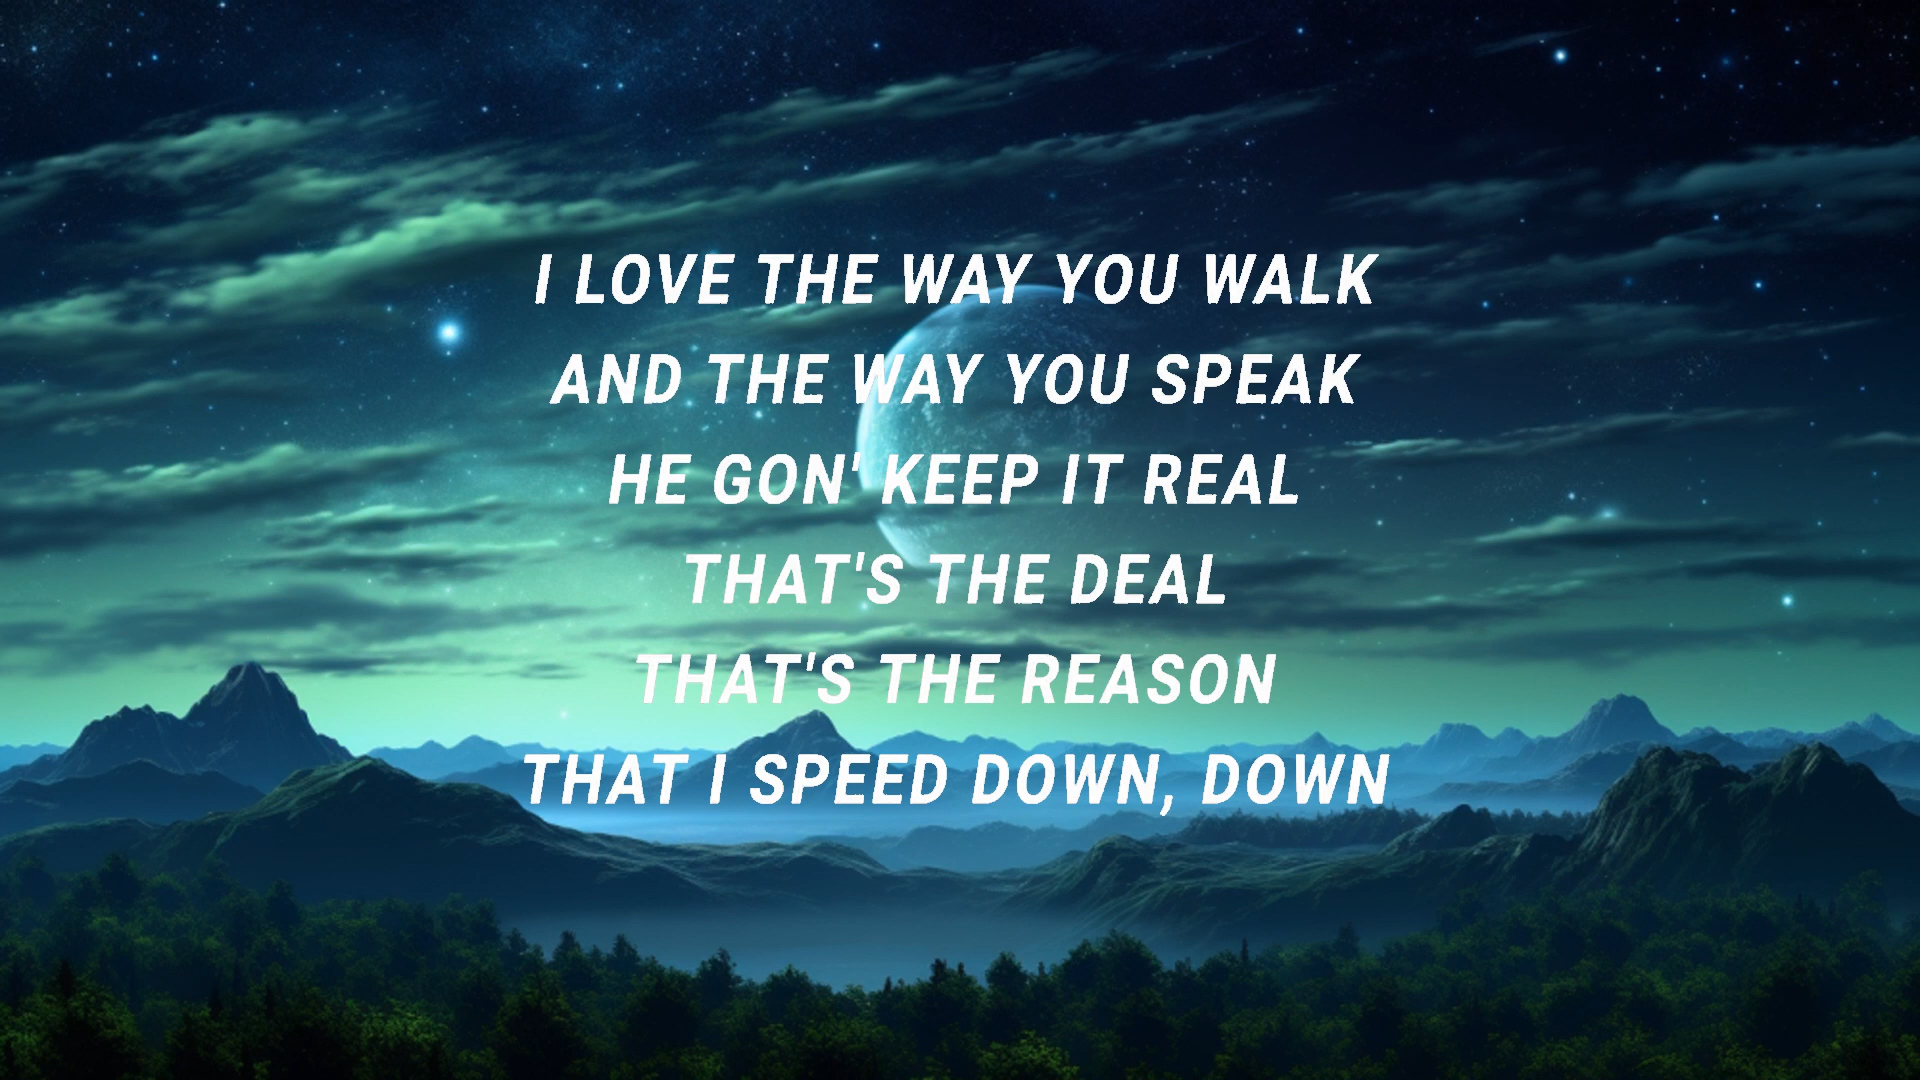 I LOVE THE WAY YOU WALK
AND THE WAY YOU SPEAK
HE GON' KEEP IT REAL
THAT'S THE DEAL
THAT'S THE REASON
THAT I SPEED DOWN, DOWN